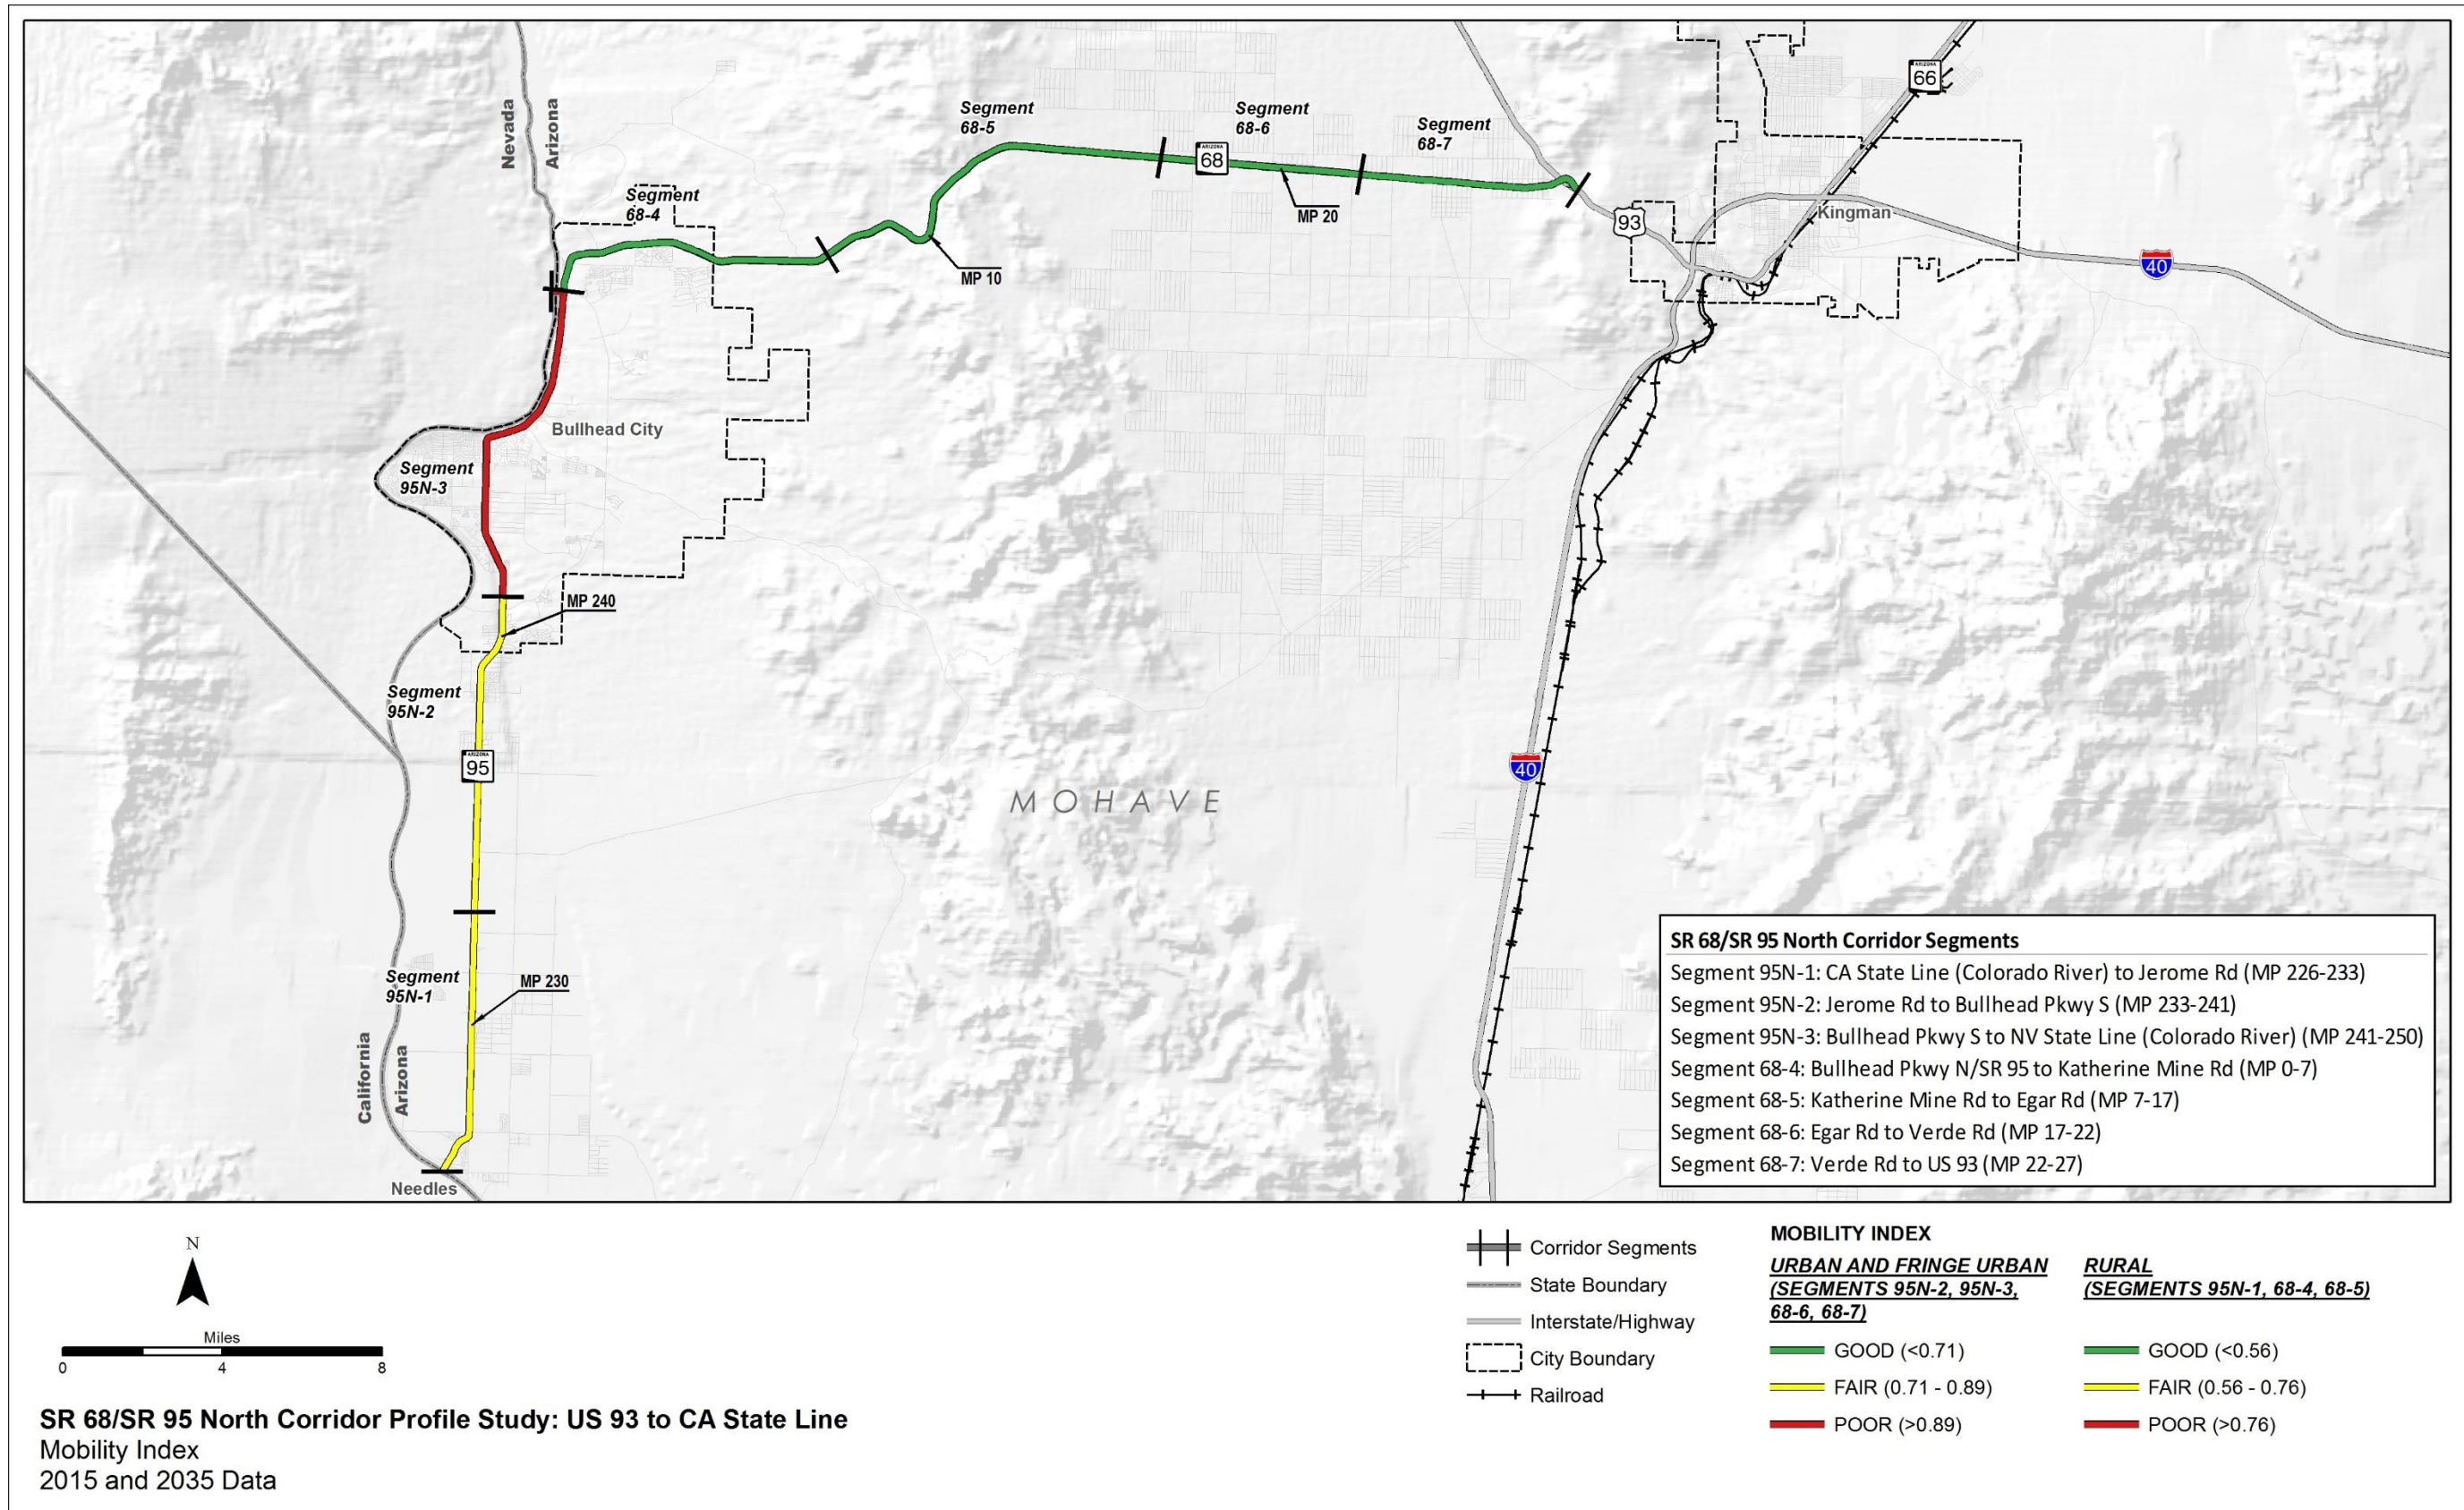 Nevada
Arizona
Segment
68-4
Segment
68-5
Segment
68-6
Segment
68-7
ARIZONA
68
MP 10
MP 20
ARIZONA
66
93
Kingman
40
Bullhead City
Segment
95N-3
MP 240
Segment
95N-2
ARIZONA
95
MOHAVE
40
Segment
95N-1
MP 230
California
Arizona
Needles
SR 68/SR 95 North Corridor Segments
Segment 95N-1: CA State Line (Colorado River) to Jerome Rd (MP 226-233)
Segment 95N-2: Jerome Rd to Bullhead Pkwy S (MP 233-241)
Segment 95N-3: Bullhead Pkwy S to NV State Line (Colorado River) (MP 241-250)
Segment 68-4: Bullhead Pkwy N/SR 95 to Katherine Mine Rd (MP 0-7)
Segment 68-5: Katherine Mine Rd to Egar Rd (MP 7-17)
Segment 68-6: Egar Rd to Verde Rd (MP 17-22)
Segment 68-7: Verde Rd to US 93 (MP 22-27)
N
Miles
0 4 8
SR 68/SR 95 North Corridor Profile Study: US 93 to CA State Line
Mobility Index
2015 and 2035 Data
Corridor Segments
State Boundary
Interstate/Highway
City Boundary
Railroad
MOBILITY INDEX
URBAN AND FRINGE URBAN
(SEGMENTS 95N-2, 95N-3,
68-6, 68-7)
GOOD (<0.71)
FAIR (0.71 - 0.89)
POOR (>0.89)
RURAL
(SEGMENTS 95N-1, 68-4, 68-5)
GOOD (<0.56)
FAIR (0.56 - 0.76)
POOR (>0.76)